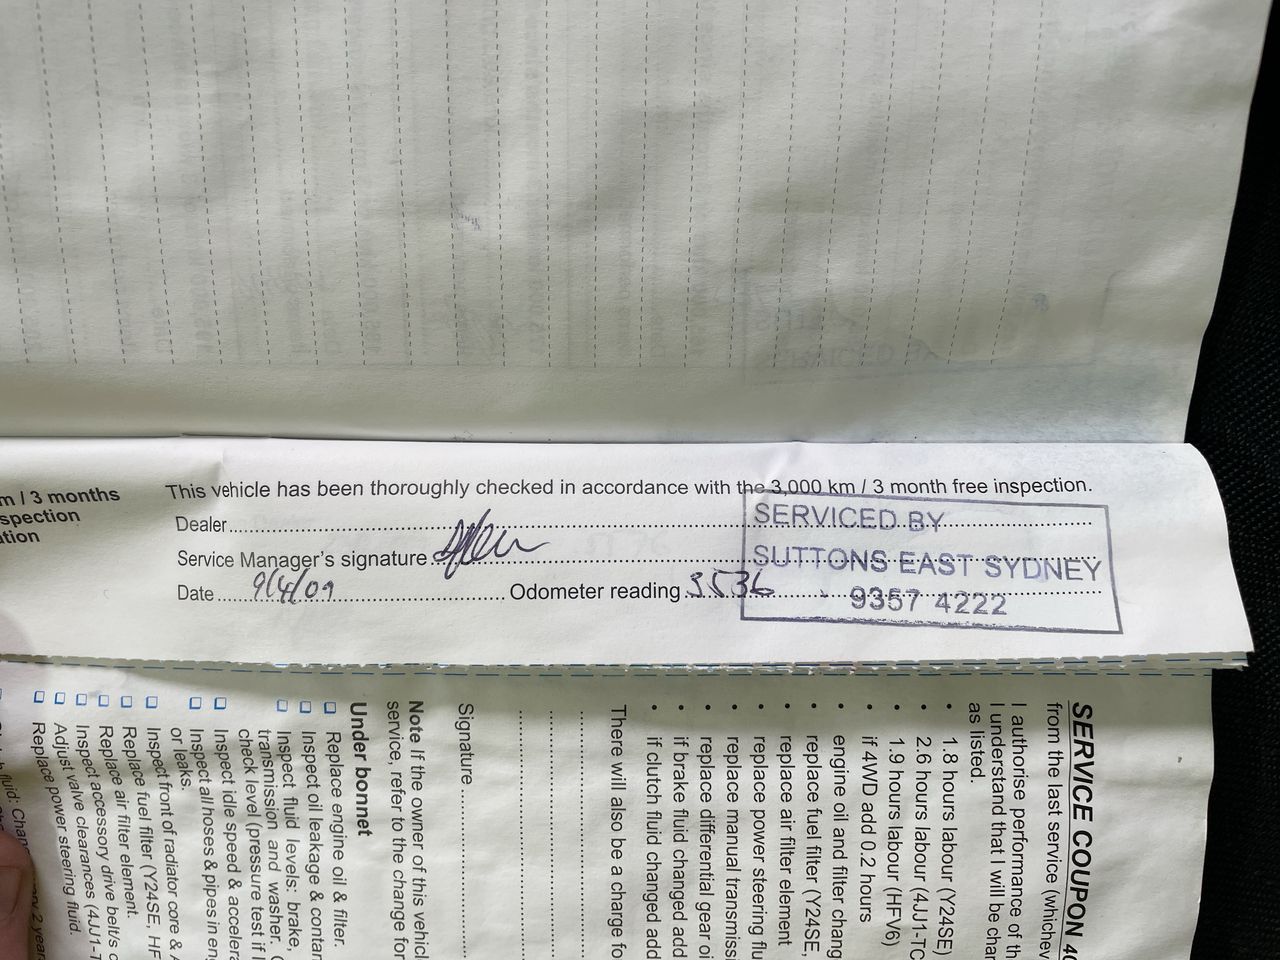 m / 3 months
spection
ation
This vehicle has been thoroughly checked in accordance with the 3,000 km / 3 month free inspection.
Dealer
Service Manager's signature
Date 9/4/09 Odometer reading 3536
SERVICED BY
SUTTONS EAST SYDNEY
9357 4222
SERVICE COUPON 40
from the last service (whichev
I authorise performance of th
I understand that I will be char
as listed.
• 1.8 hours labour (Y24SE)
• 2.6 hours labour (4JJ1-TC
• 1.9 hours labour (HFV6)
• if 4WD add 0.2 hours
• engine oil and filter chang
• replace fuel filter (Y24SE,
• replace air filter element
• replace power steering flu
• replace manual transmissi
• replace differential gear oi
• if brake fluid changed add
• if clutch fluid changed add
There will also be a charge fo
Signature
Note If the owner of this vehicl
service, refer to the change for
Under bonnet
Replace engine oil & filter.
Inspect oil leakage & contan
Inspect fluid levels: brake,
transmission and washer. (
check level (pressure test if l
Inspect idle speed & accelera
Inspect all hoses & pipes in en
or leaks.
Inspect front of radiator core & A
Replace fuel filter (Y24SE, HF
Replace air filter element.
Inspect accessory drive belt/s c
Adjust valve clearances (4JJ1-T
Replace power steering fluid.